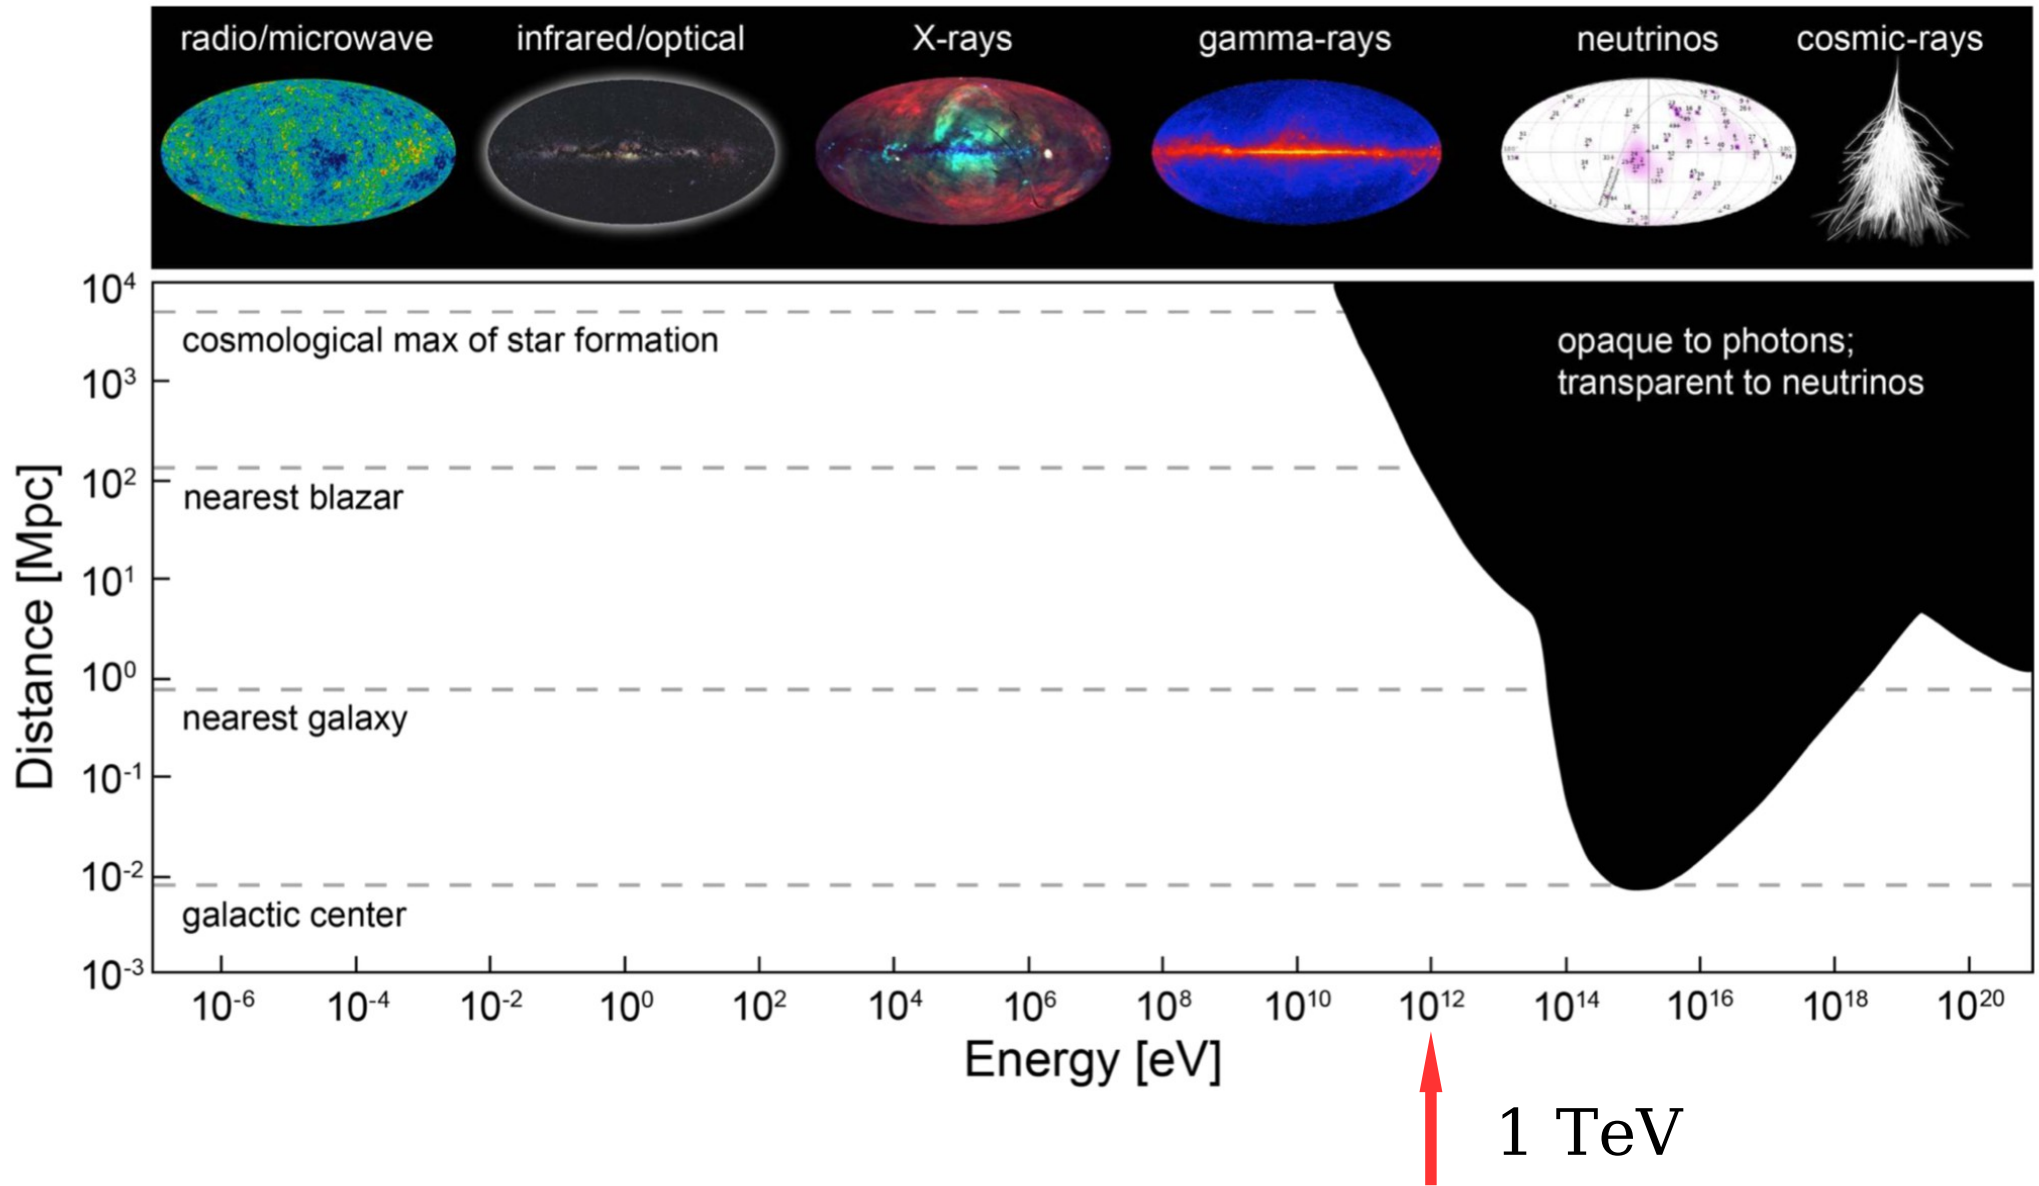 radio/microwave
infrared/optical
X-rays
gamma-rays
neutrinos
cosmic-rays
10⁴
cosmological max of star formation
opaque to photons;
transparent to neutrinos
10³
10²
nearest blazar
10¹
10⁰
nearest galaxy
10⁻¹
10⁻²
galactic center
10⁻³
Distance [Mpc]
10⁻⁶ 10⁻⁴ 10⁻² 10⁰ 10² 10⁴ 10⁶ 10⁸ 10¹⁰ 10¹² 10¹⁴ 10¹⁶ 10¹⁸ 10²⁰
Energy [eV]
1 TeV